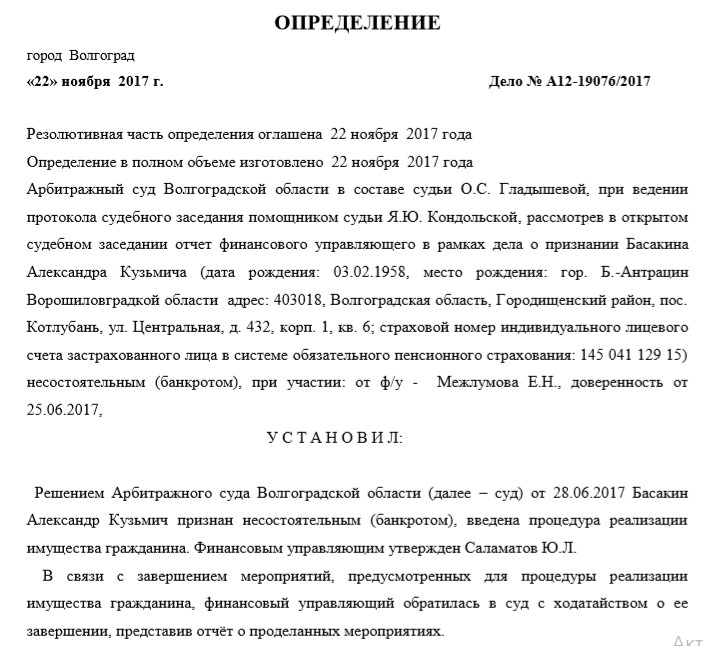 ОПРЕДЕЛЕНИЕ
город Волгоград
«22» ноября 2017 г. Дело № А12-19076/2017
Резолютивная часть определения оглашена 22 ноября 2017 года
Определение в полном объеме изготовлено 22 ноября 2017 года
Арбитражный суд Волгоградской области в составе судьи О.С. Гладышевой, при ведении
протокола судебного заседания помощником судьи Я.Ю. Кондольской, рассмотрев в открытом
судебном заседании отчет финансового управляющего в рамках дела о признании Басакина
Александра Кузьмича (дата рождения: 03.02.1958, место рождения: гор. Б.-Антрацин
Ворошиловградкой области адрес: 403018, Волгоградская область, Городищенский район, пос.
Котлубань, ул. Центральная, д. 432, корп. 1, кв. 6; страховой номер индивидуального лицевого
счета застрахованного лица в системе обязательного пенсионного страхования: 145 041 129 15)
несостоятельным (банкротом), при участии: от ф/у - Межлумова Е.Н., доверенность от
25.06.2017,
У С Т А Н О В И Л:
Решением Арбитражного суда Волгоградской области (далее – суд) от 28.06.2017 Басакин
Александр Кузьмич признан несостоятельным (банкротом), введена процедура реализации
имущества гражданина. Финансовым управляющим утвержден Саламатов Ю.Л.
В связи с завершением мероприятий, предусмотренных для процедуры реализации
имущества гражданина, финансовый управляющий обратилась в суд с ходатайством о ее
завершении, представив отчёт о проделанных мероприятиях.